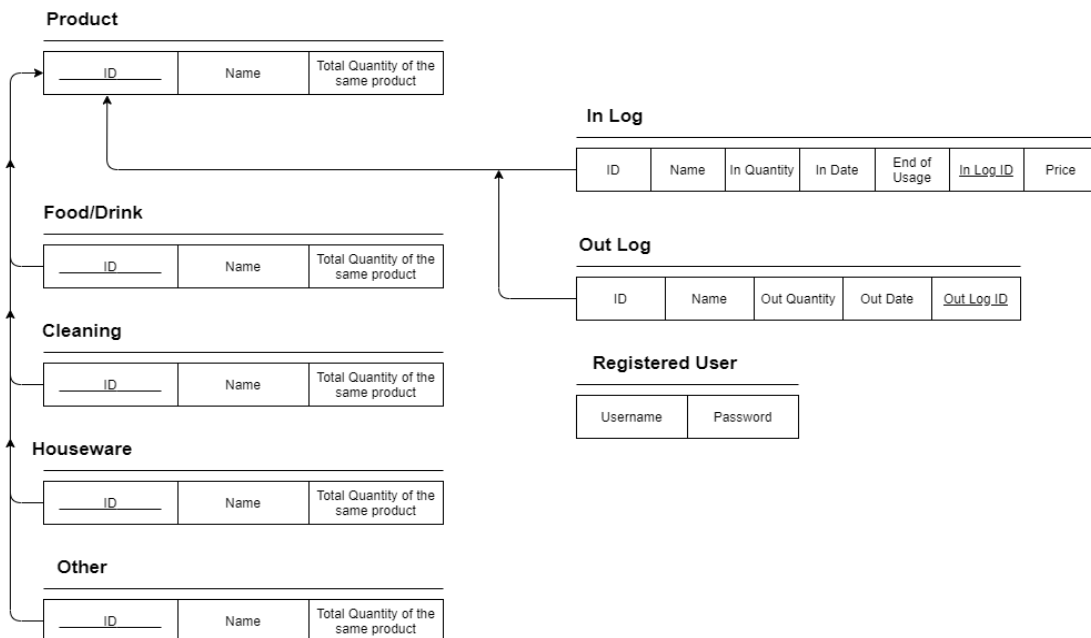 Product
ID Name Total Quantity of the
same product
In Log
ID Name In Quantity In Date End of
Usage In Log ID Price
Food/Drink
ID Name Total Quantity of the
same product
Out Log
ID Name Out Quantity Out Date Out Log ID
Cleaning
ID Name Total Quantity of the
same product
Registered User
Username Password
Houseware
ID Name Total Quantity of the
same product
Other
ID Name Total Quantity of the
same product